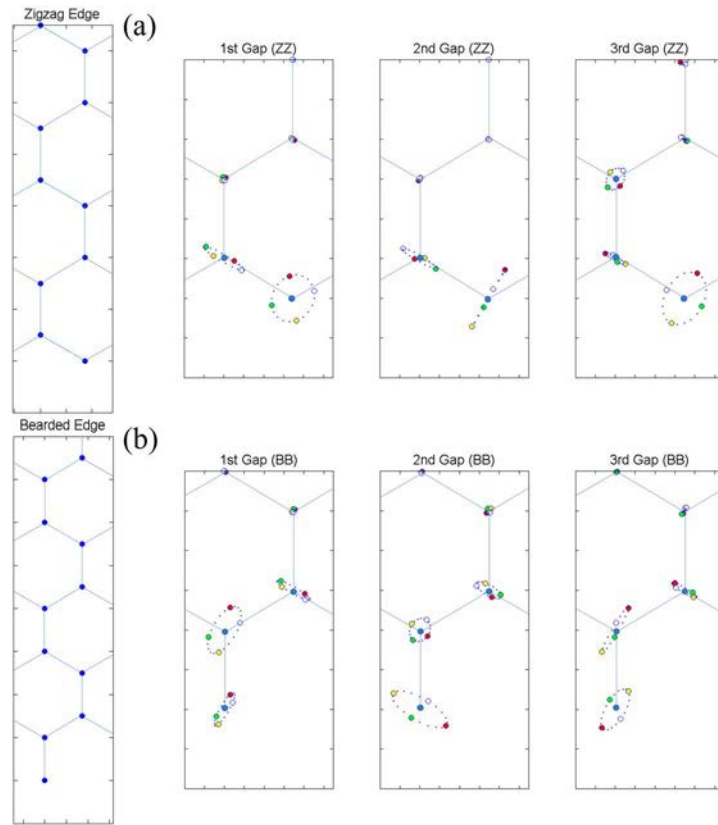 Zigzag Edge
(a)
1st Gap (ZZ)
2nd Gap (ZZ)
3rd Gap (ZZ)
Bearded Edge
(b)
1st Gap (BB)
2nd Gap (BB)
3rd Gap (BB)